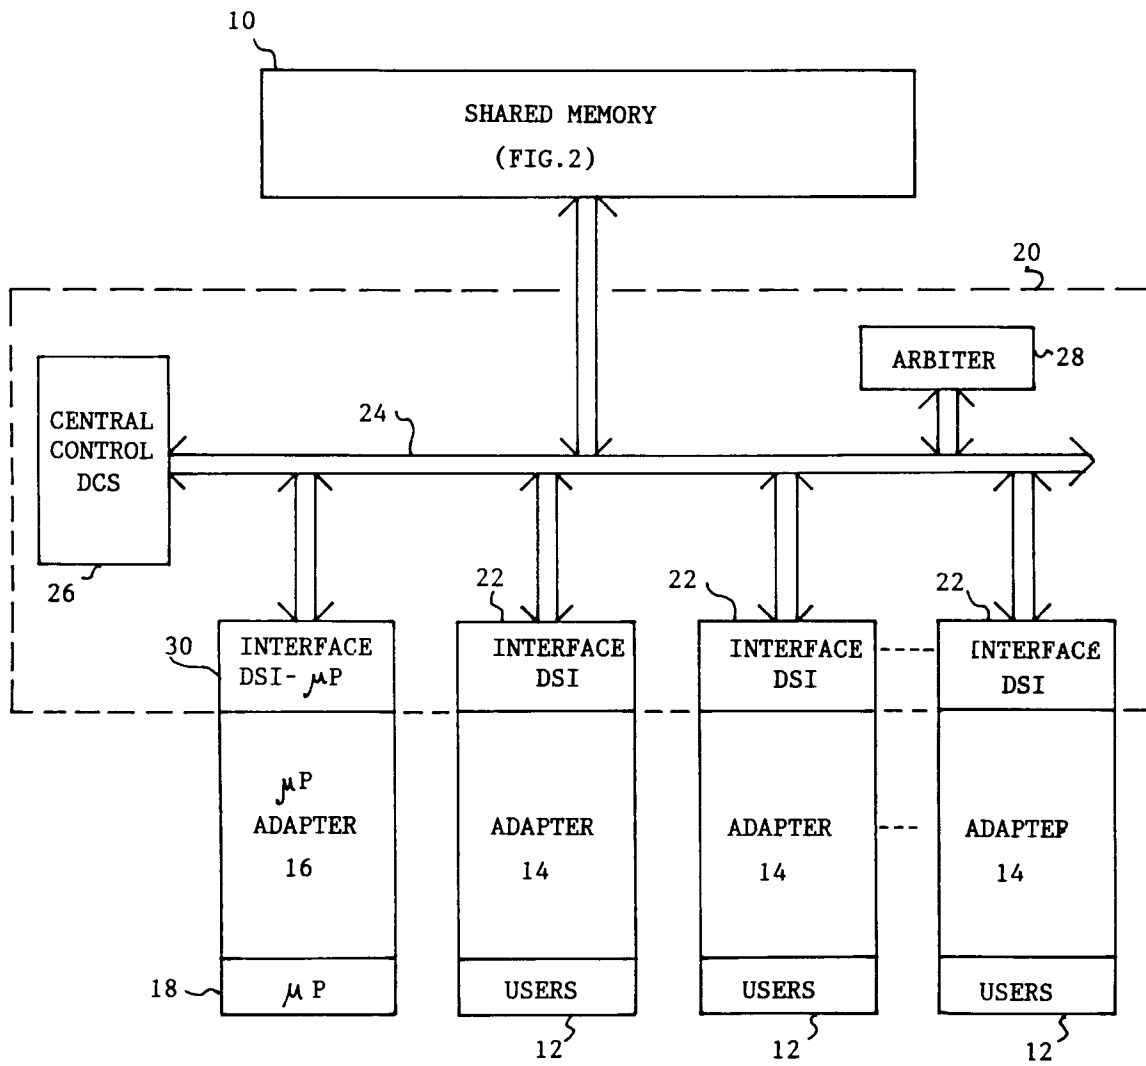 10
SHARED MEMORY
(FIG.2)
20
ARBITER
28
24
CENTRAL
CONTROL
DCS
26
22
22
22
30
INTERFACE
DSI- μP
INTERFACE
DSI
INTERFACE
DSI
INTERFACE
DSI
μP
ADAPTER
16
ADAPTER
14
ADAPTER
14
ADAPTER
14
18
μP
USERS
USERS
USERS
12
12
12